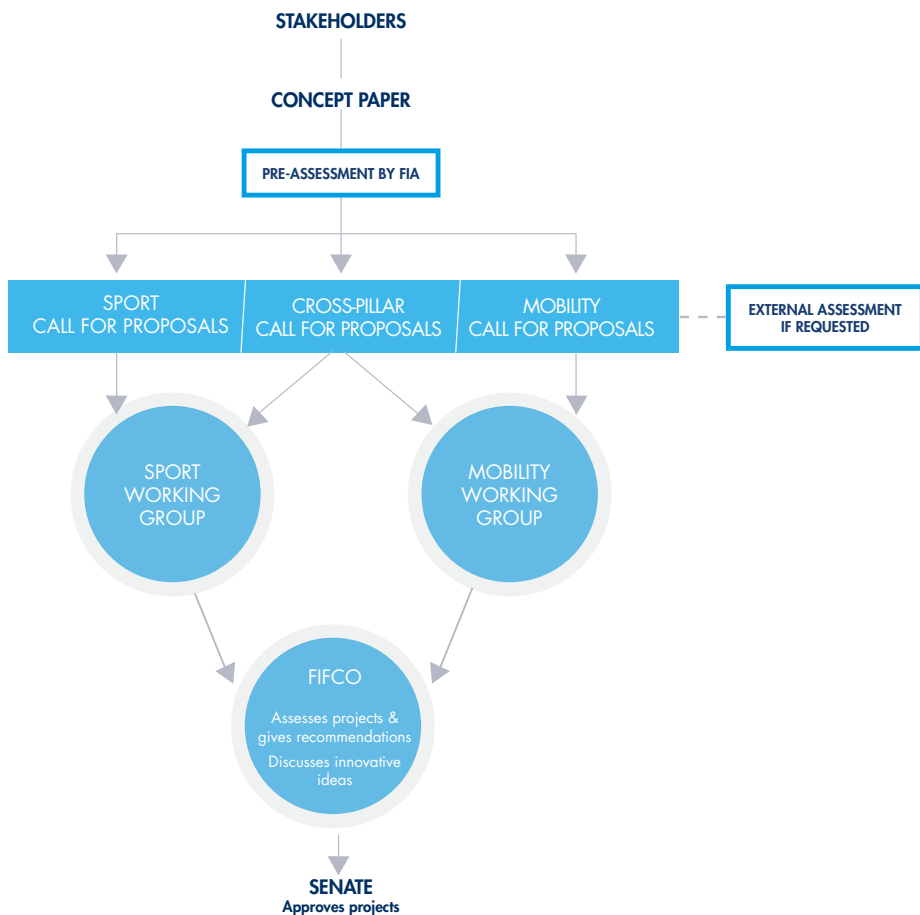 STAKEHOLDERS
CONCEPT PAPER
PRE-ASSESSMENT BY FIA
SPORT
CALL FOR PROPOSALS
CROSS-PILLAR
CALL FOR PROPOSALS
MOBILITY
CALL FOR PROPOSALS
EXTERNAL ASSESSMENT
IF REQUESTED
SPORT
WORKING
GROUP
MOBILITY
WORKING
GROUP
FIFCO
Assesses projects &
gives recommendations
Discusses innovative
ideas
SENATE
Approves projects